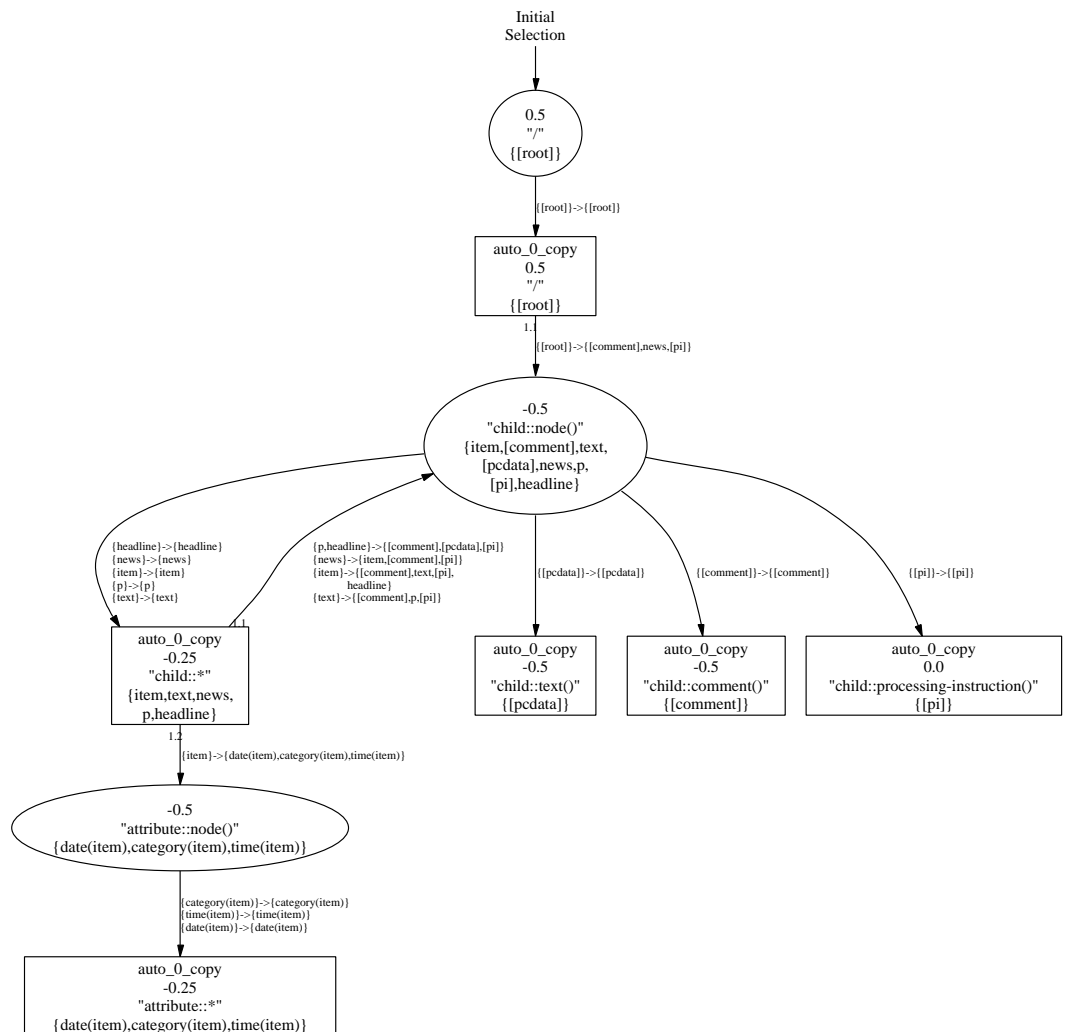 Initial
Selection
0.5
"/"
{[root]}
{[root]}->{[root]}
auto_0_copy
0.5
"/"
{[root]}
1.1
{[root]}->{[comment],news,[pi]}
-0.5
"child::node()"
{item,[comment],text,
[pcdata],news,p,
[pi],headline}
{headline}->{headline}
{news}->{news}
{item}->{item}
{p}->{p}
{text}->{text}
{p,headline}->{[comment],[pcdata],[pi]}
{news}->{item,[comment],[pi]}
{item}->{[comment],text,[pi],
headline}
{text}->{[comment],p,[pi]}
{[pcdata]}->{[pcdata]}
{[comment]}->{[comment]}
{[pi]}->{[pi]}
1.1
auto_0_copy
-0.25
"child::*"
{item,text,news,
p,headline}
auto_0_copy
-0.5
"child::text()"
{[pcdata]}
auto_0_copy
-0.5
"child::comment()"
{[comment]}
auto_0_copy
0.0
"child::processing-instruction()"
{[pi]}
1.2
{item}->{date(item),category(item),time(item)}
-0.5
"attribute::node()"
{date(item),category(item),time(item)}
{category(item)}->{category(item)}
{time(item)}->{time(item)}
{date(item)}->{date(item)}
auto_0_copy
-0.25
"attribute::*"
{date(item),category(item),time(item)}